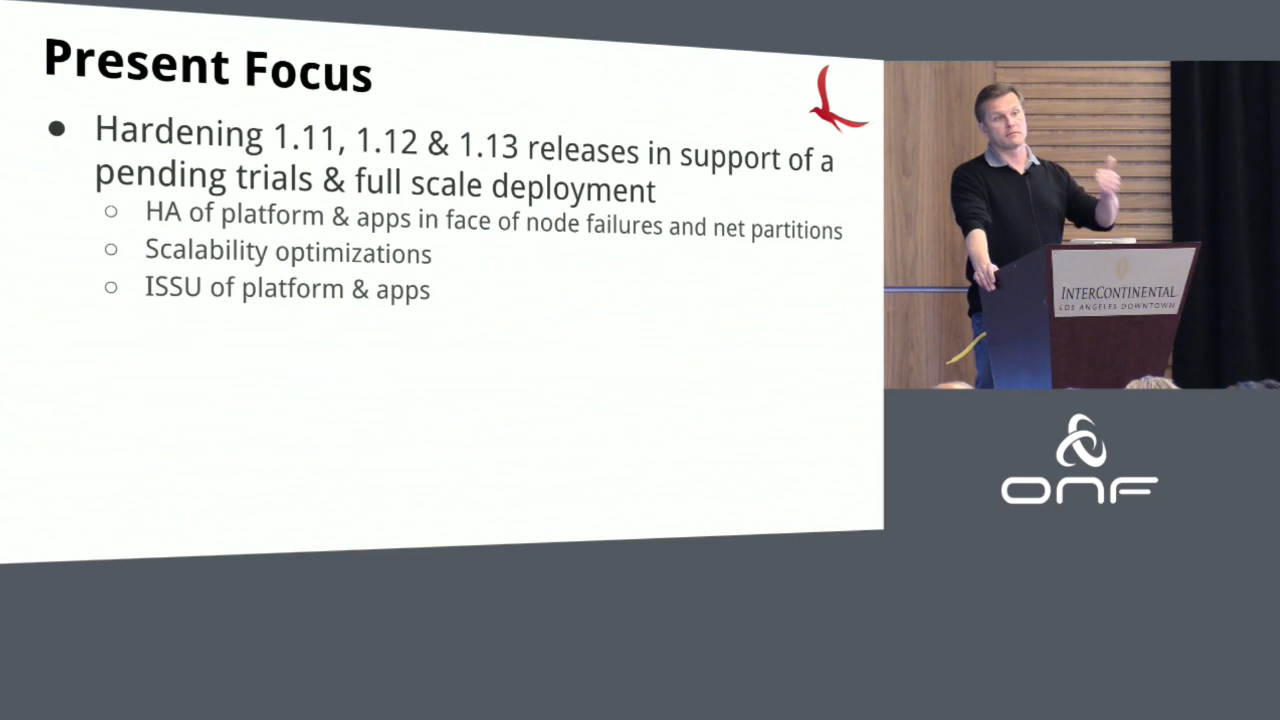 Present Focus
● Hardening 1.11, 1.12 & 1.13 releases in support of a
pending trials & full scale deployment
○ HA of platform & apps in face of node failures and net partitions
○ Scalability optimizations
○ ISSU of platform & apps
INTERCONTINENTAL
LOS ANGELES DOWNTOWN
ONF